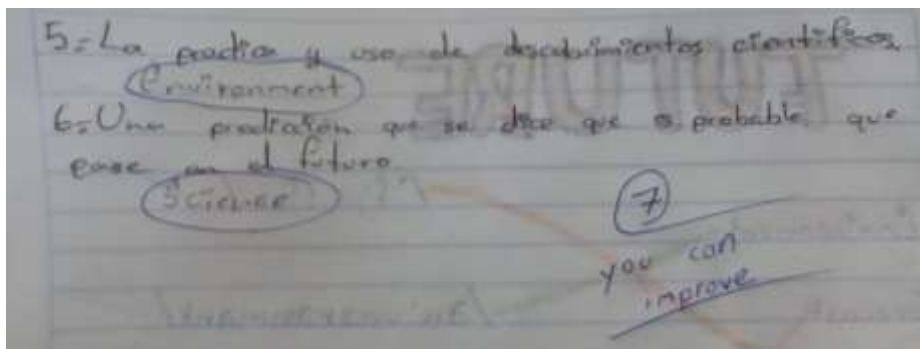 5:La practica y uso de descubrimientos cientificos
Environment
6:Una predicción que se dice que es probable que
pase en el futuro
Science
7
you can
improve